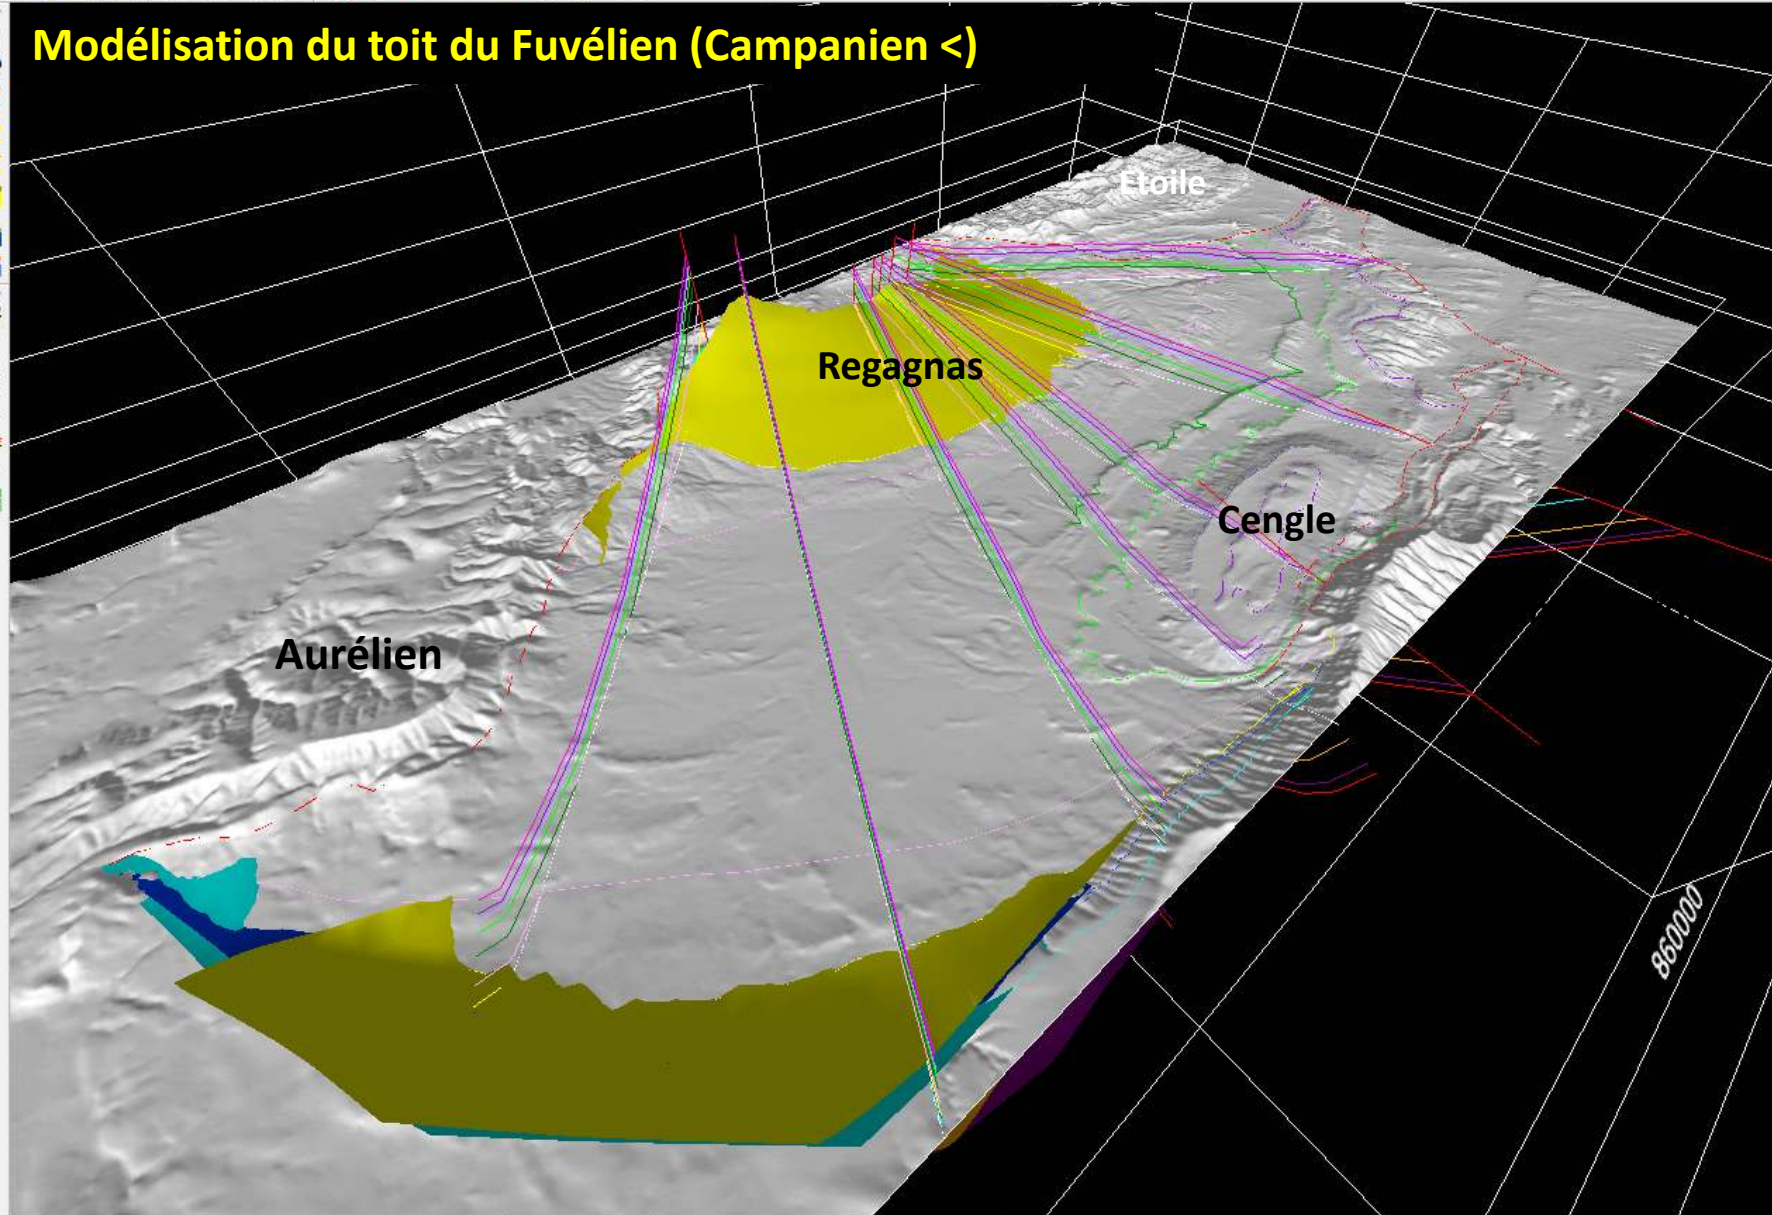 Modélisation du toit du Fuvélien (Campanien <)
Etoile
Regagnas
Cengle
Aurélien
860000